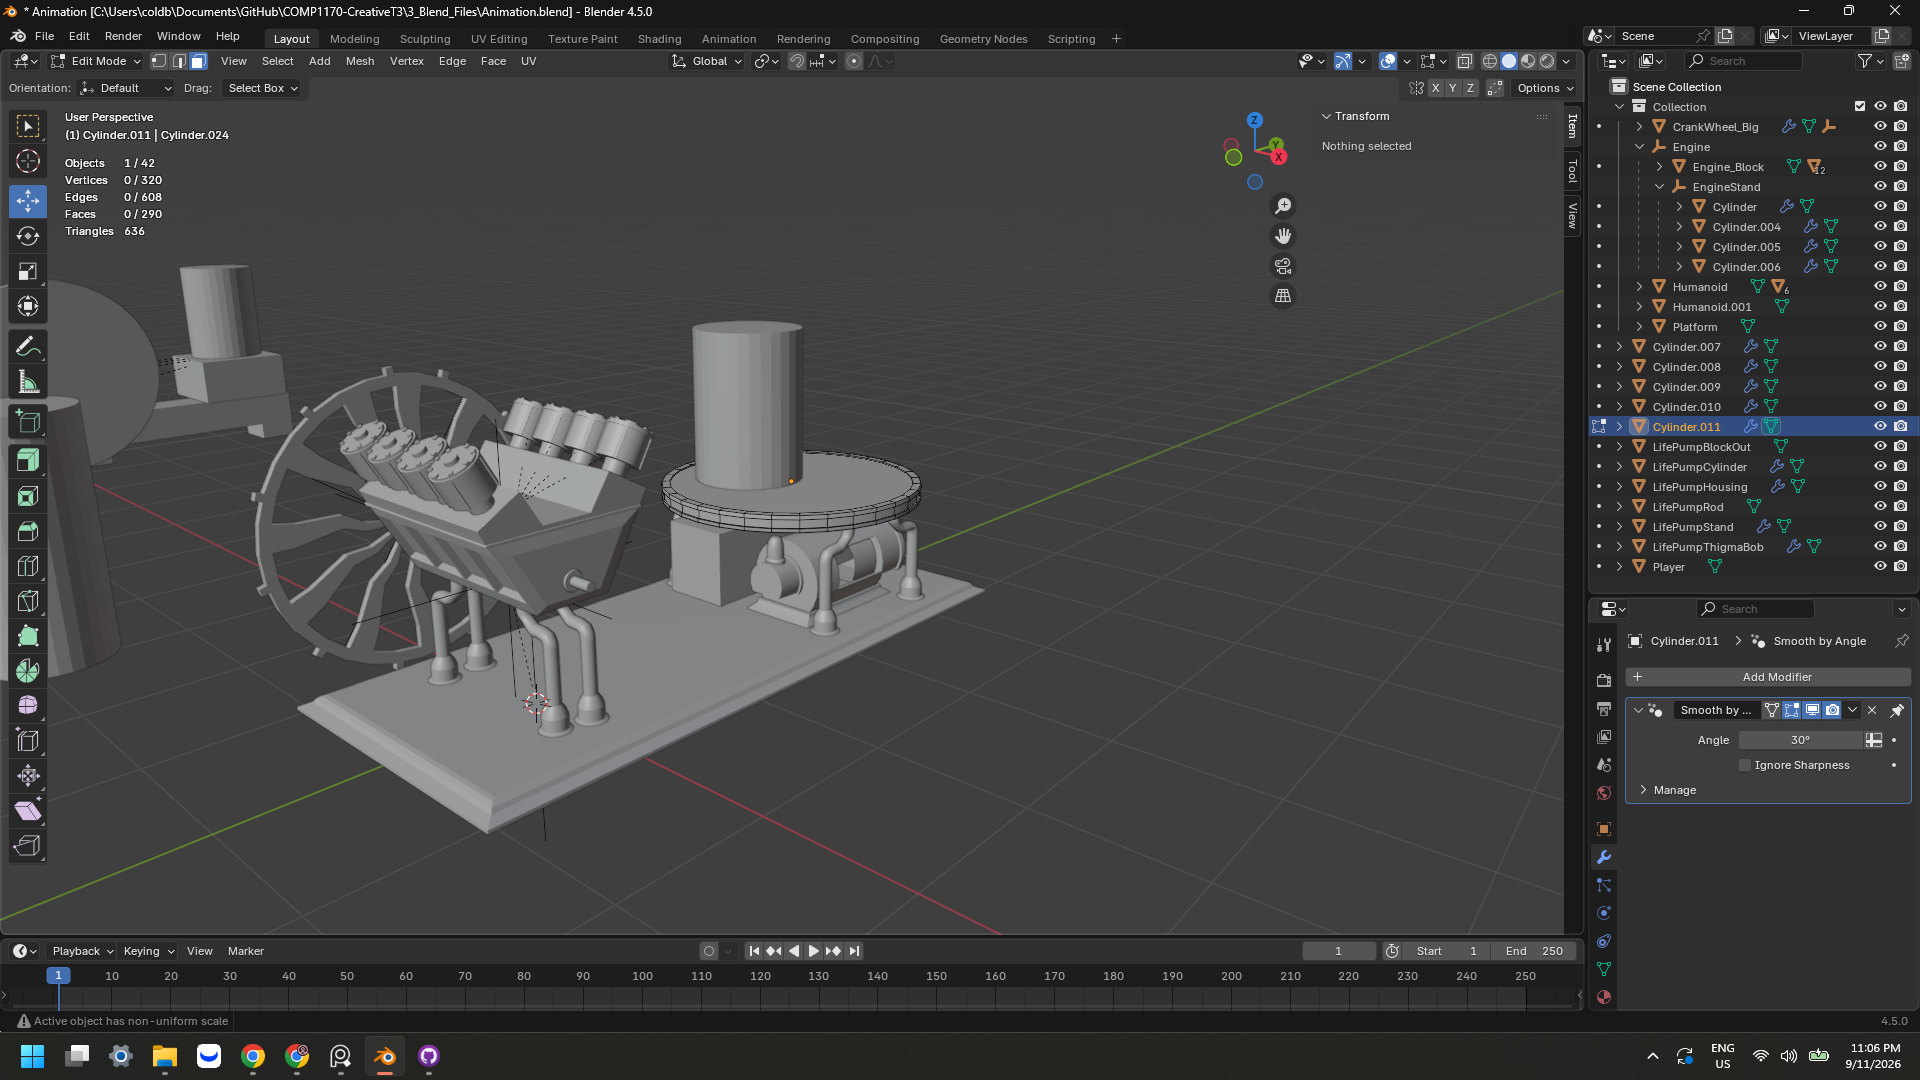 * Animation [C:\Users\coldb\Documents\GitHub\COMP1170-CreativeT3\3_Blend_Files\Animation.blend] - Blender 4.5.0
File Edit Render Window Help Layout Modeling Sculpting UV Editing Texture Paint Shading Animation Rendering Compositing Geometry Nodes Scripting + Scene ViewLayer
Edit Mode View Select Add Mesh Vertex Edge Face UV Global Search
Orientation: Default Drag: Select Box X Y Z Options
User Perspective
(1) Cylinder.011 | Cylinder.024
Objects 1 / 42
Vertices 0 / 320
Edges 0 / 608
Faces 0 / 290
Triangles 636
Z
Y
X
Transform
Nothing selected
Item
Tool
View
Scene Collection
Collection
CrankWheel_Big
Engine
Engine_Block 12
EngineStand
Cylinder
Cylinder.004
Cylinder.005
Cylinder.006
Humanoid 6
Humanoid.001
Platform
Cylinder.007
Cylinder.008
Cylinder.009
Cylinder.010
Cylinder.011
LifePumpBlockOut
LifePumpCylinder
LifePumpHousing
LifePumpRod
LifePumpStand
LifePumpThigmaBob
Player
Search
Cylinder.011 > Smooth by Angle
+ Add Modifier
Smooth by ...
Angle 30°
Ignore Sharpness
Manage
Playback Keying View Marker 1 Start 1 End 250
1 10 20 30 40 50 60 70 80 90 100 110 120 130 140 150 160 170 180 190 200 210 220 230 240 250
Active object has non-uniform scale 4.5.0
ENG
US
11:06 PM
9/11/2026